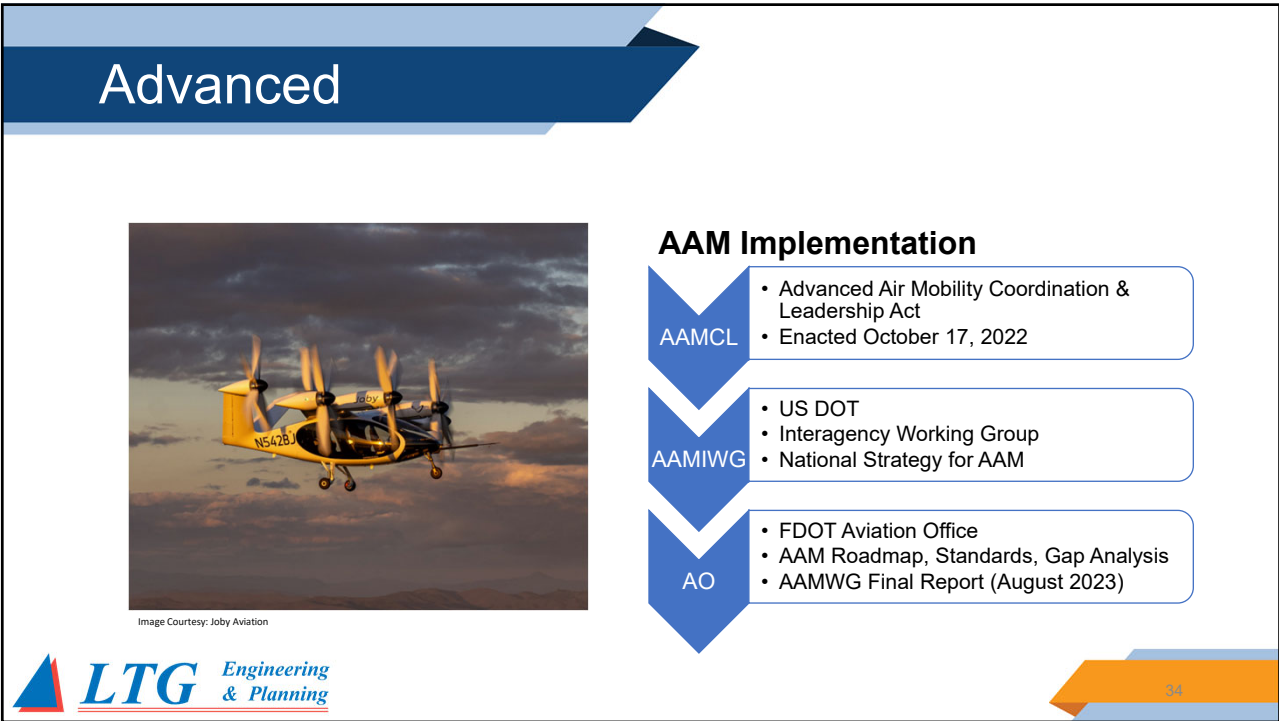 Advanced
AAM Implementation
AAMCL
• Advanced Air Mobility Coordination &
Leadership Act
• Enacted October 17, 2022
AAMIWG
• US DOT
• Interagency Working Group
• National Strategy for AAM
AO
• FDOT Aviation Office
• AAM Roadmap, Standards, Gap Analysis
• AAMWG Final Report (August 2023)
Joby
N542BJ
Image Courtesy: Joby Aviation
LTG Engineering
& Planning
34